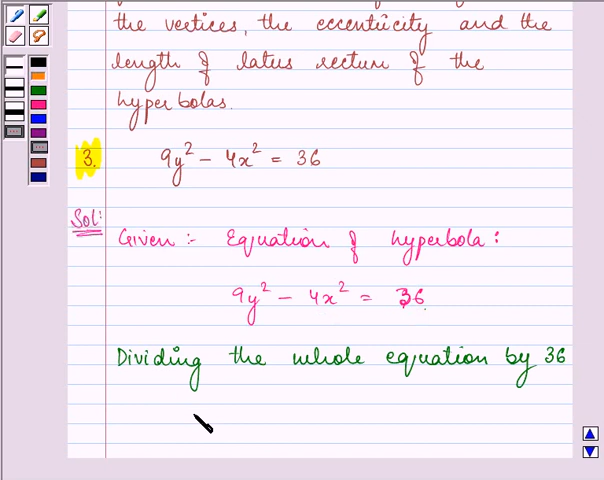 the vertices, the eccentricity and the
length of latus rectum of the
hyperbolas.
3. 9y² - 4x² = 36
Sol:
Given :- Equation of hyperbola :
9y² - 4x² = 36
Dividing the whole equation by 36